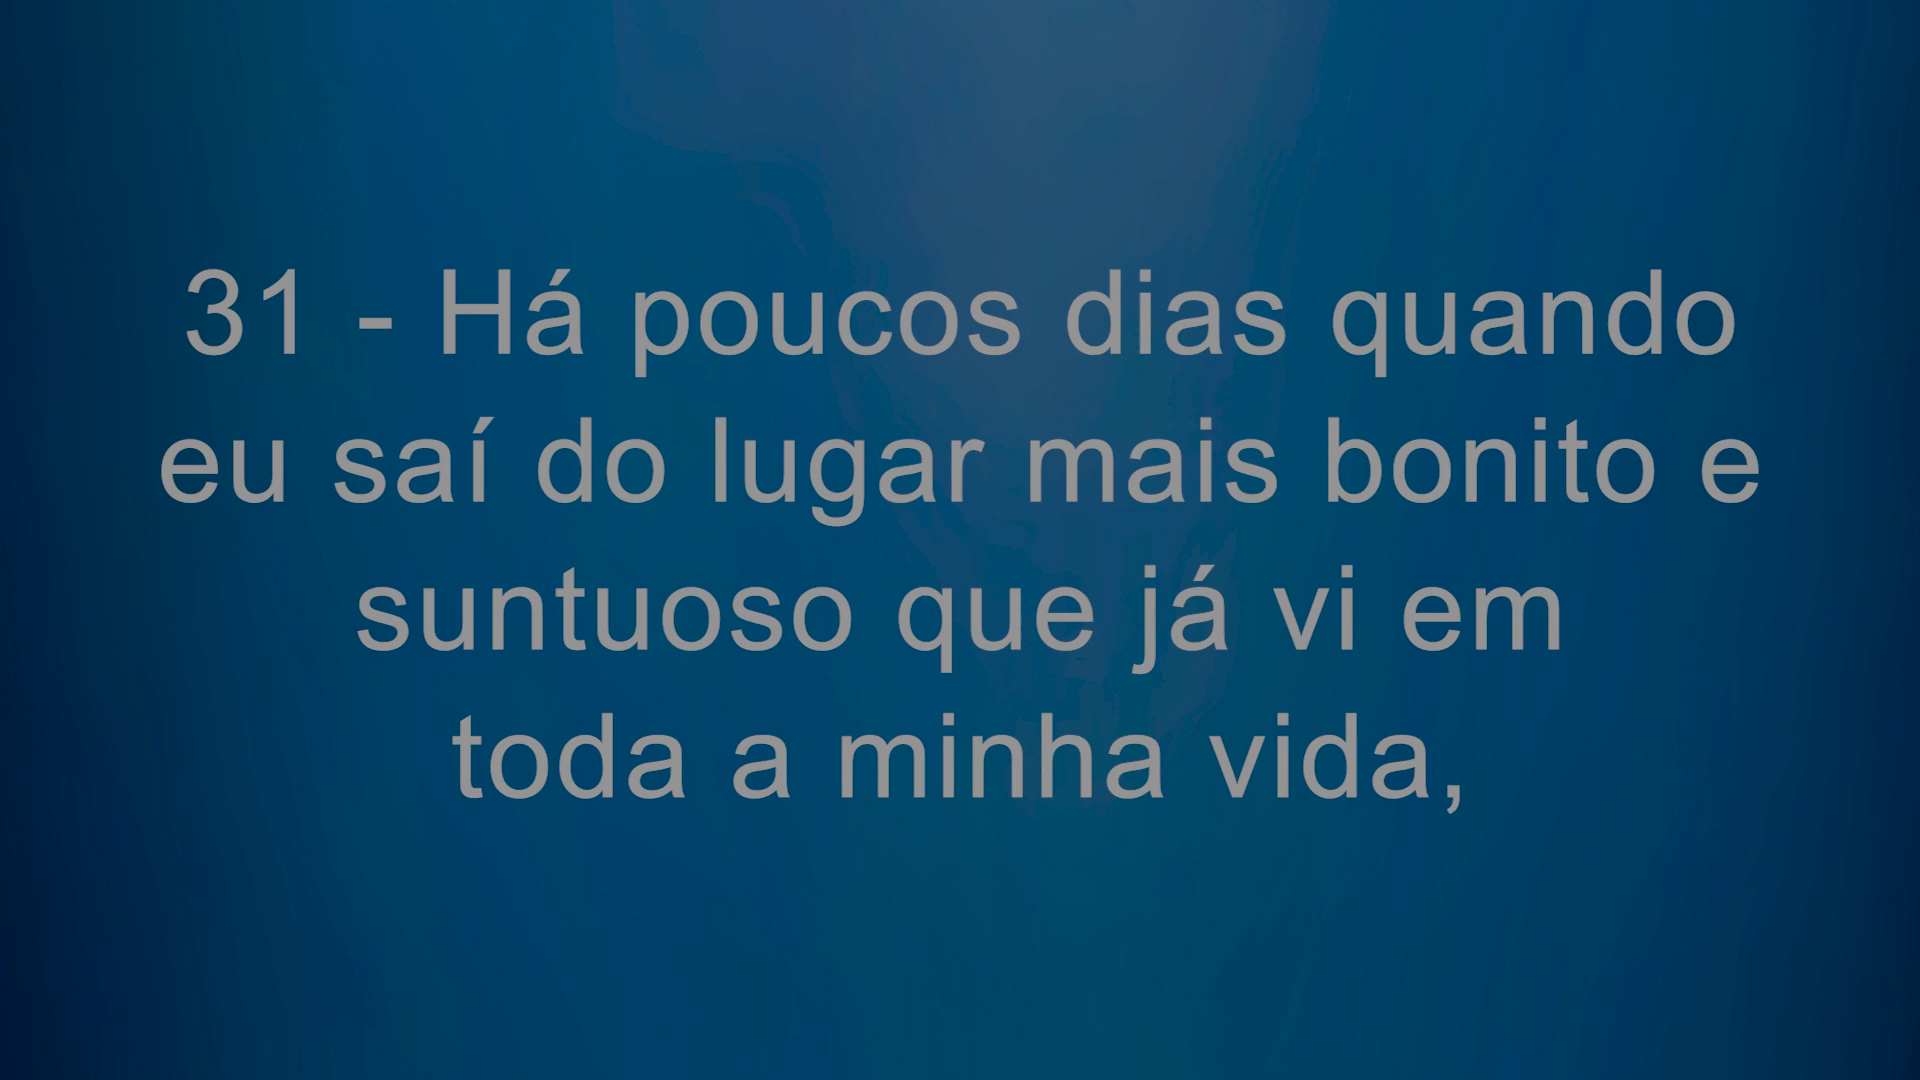 31 - Há poucos dias quando
eu saí do lugar mais bonito e
suntuoso que já vi em
toda a minha vida,